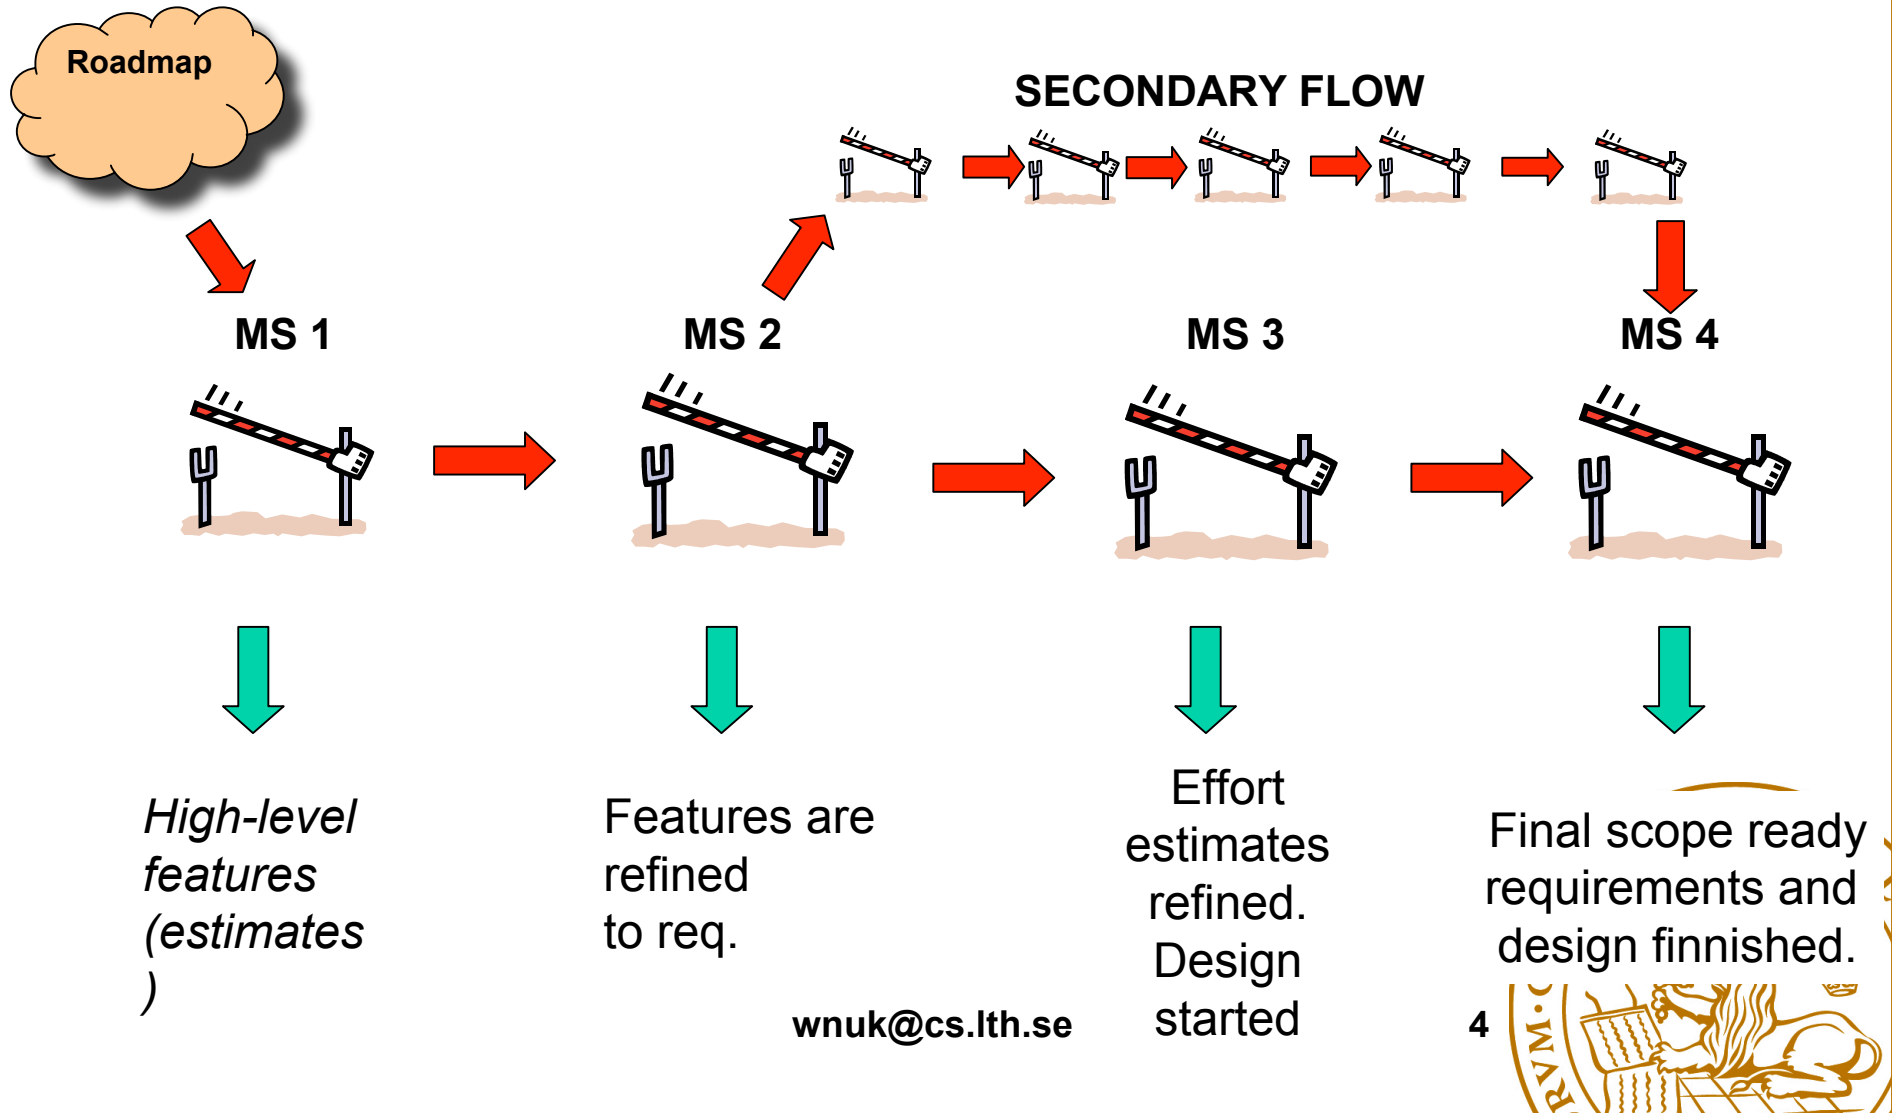 Roadmap
SECONDARY FLOW
MS 1
MS 2
MS 3
MS 4
High-level
features
(estimates
)
Features are
refined
to req.
Effort
estimates
refined.
Design
started
Final scope ready
requirements and
design finnished.
wnuk@cs.lth.se
4
RVM·C